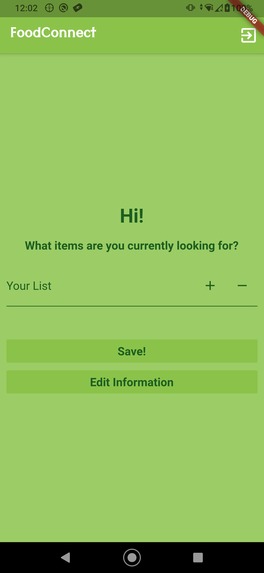 12:02
DEBUG
FoodConnect
Hi!
What items are you currently looking for?
Your List
Save!
Edit Information